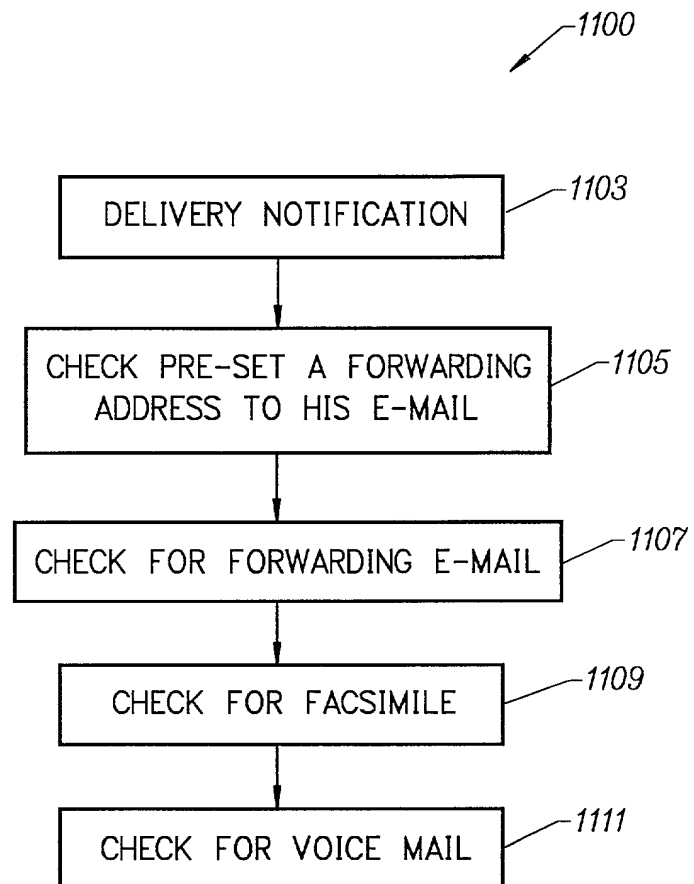 1100
DELIVERY NOTIFICATION
1103
CHECK PRE-SET A FORWARDING
ADDRESS TO HIS E-MAIL
1105
CHECK FOR FORWARDING E-MAIL
1107
CHECK FOR FACSIMILE
1109
CHECK FOR VOICE MAIL
1111